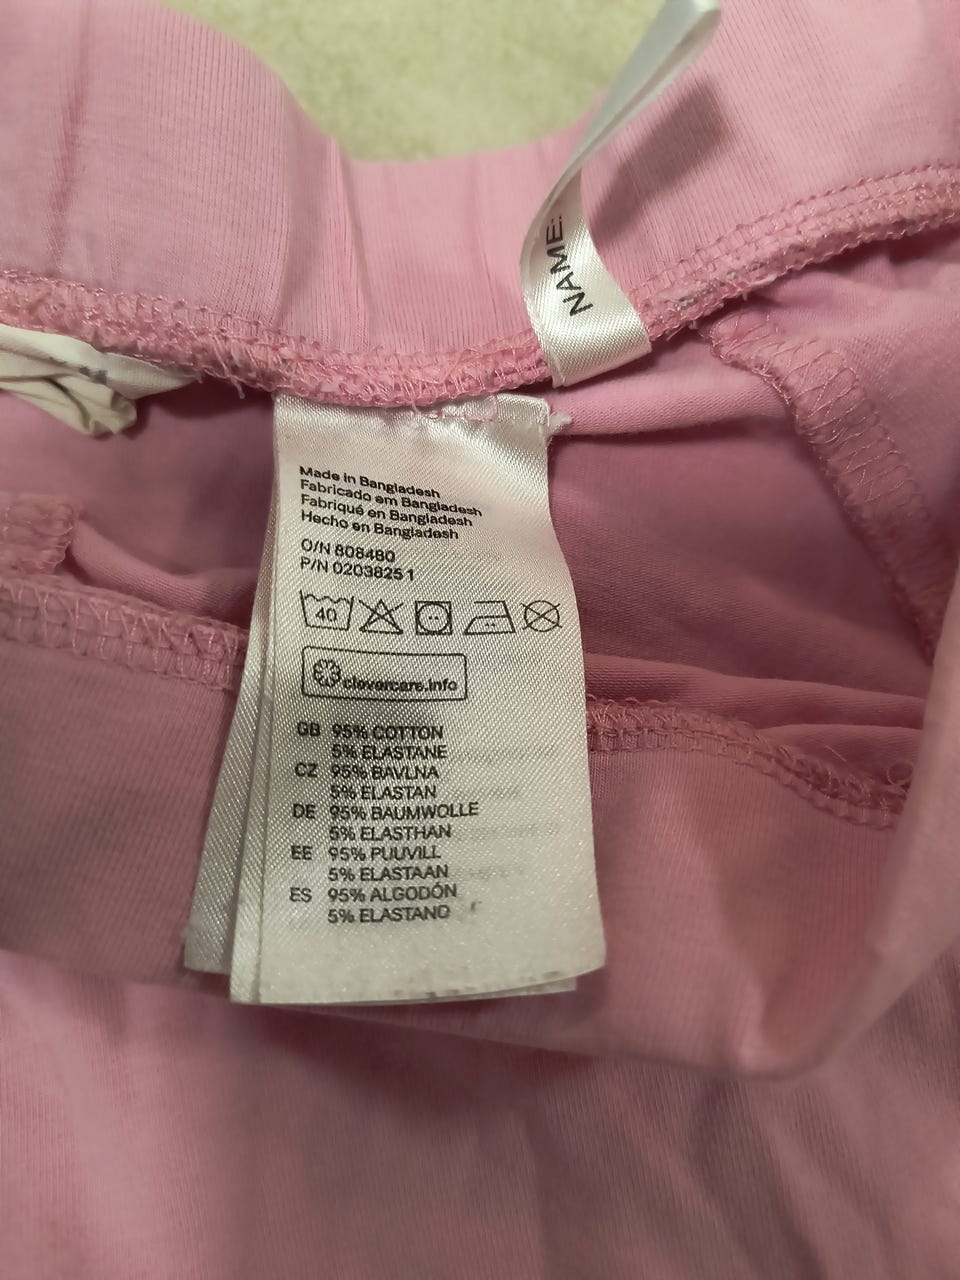 NAME:
Made in Bangladesh
Fabricado em Bangladesh
Fabriqué en Bangladesh
Hecho en Bangladesh
O/N 808480
P/N 02038251
40
clevercare.info
GB 95% COTTON
5% ELASTANE
CZ 95% BAVLNA
5% ELASTAN
DE 95% BAUMWOLLE
5% ELASTHAN
EE 95% PUUVILL
5% ELASTAAN
ES 95% ALGODÓN
5% ELASTANO